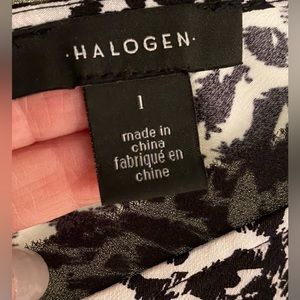 ·HALOGEN·
1
made in
china
fabriqué en
chine